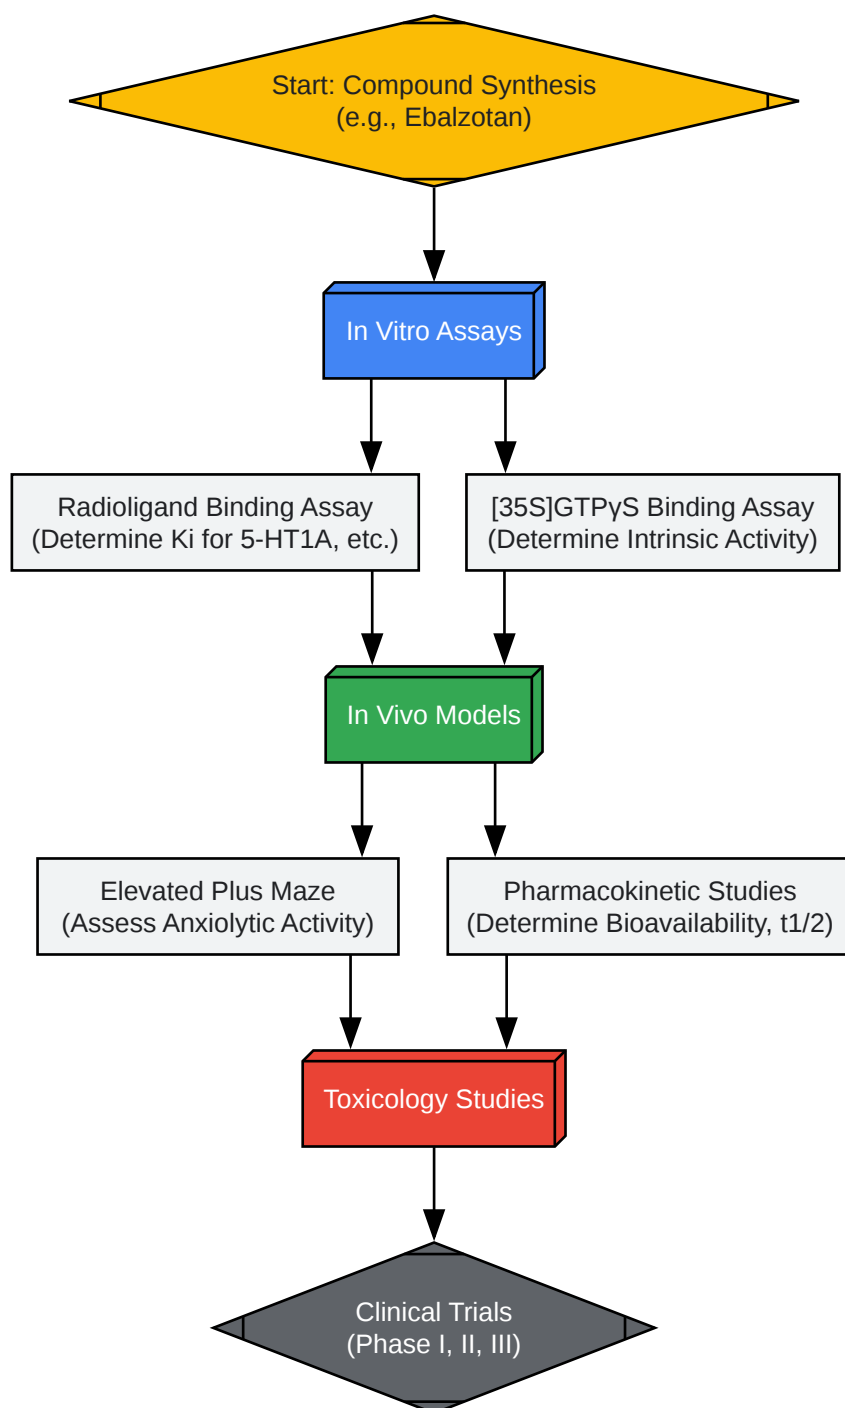 Start: Compound Synthesis
(e.g., Ebalzotan)
In Vitro Assays
Radioligand Binding Assay
(Determine Ki for 5-HT1A, etc.)
[35S]GTPγS Binding Assay
(Determine Intrinsic Activity)
In Vivo Models
Elevated Plus Maze
(Assess Anxiolytic Activity)
Pharmacokinetic Studies
(Determine Bioavailability, t1/2)
Toxicology Studies
Clinical Trials
(Phase I, II, III)